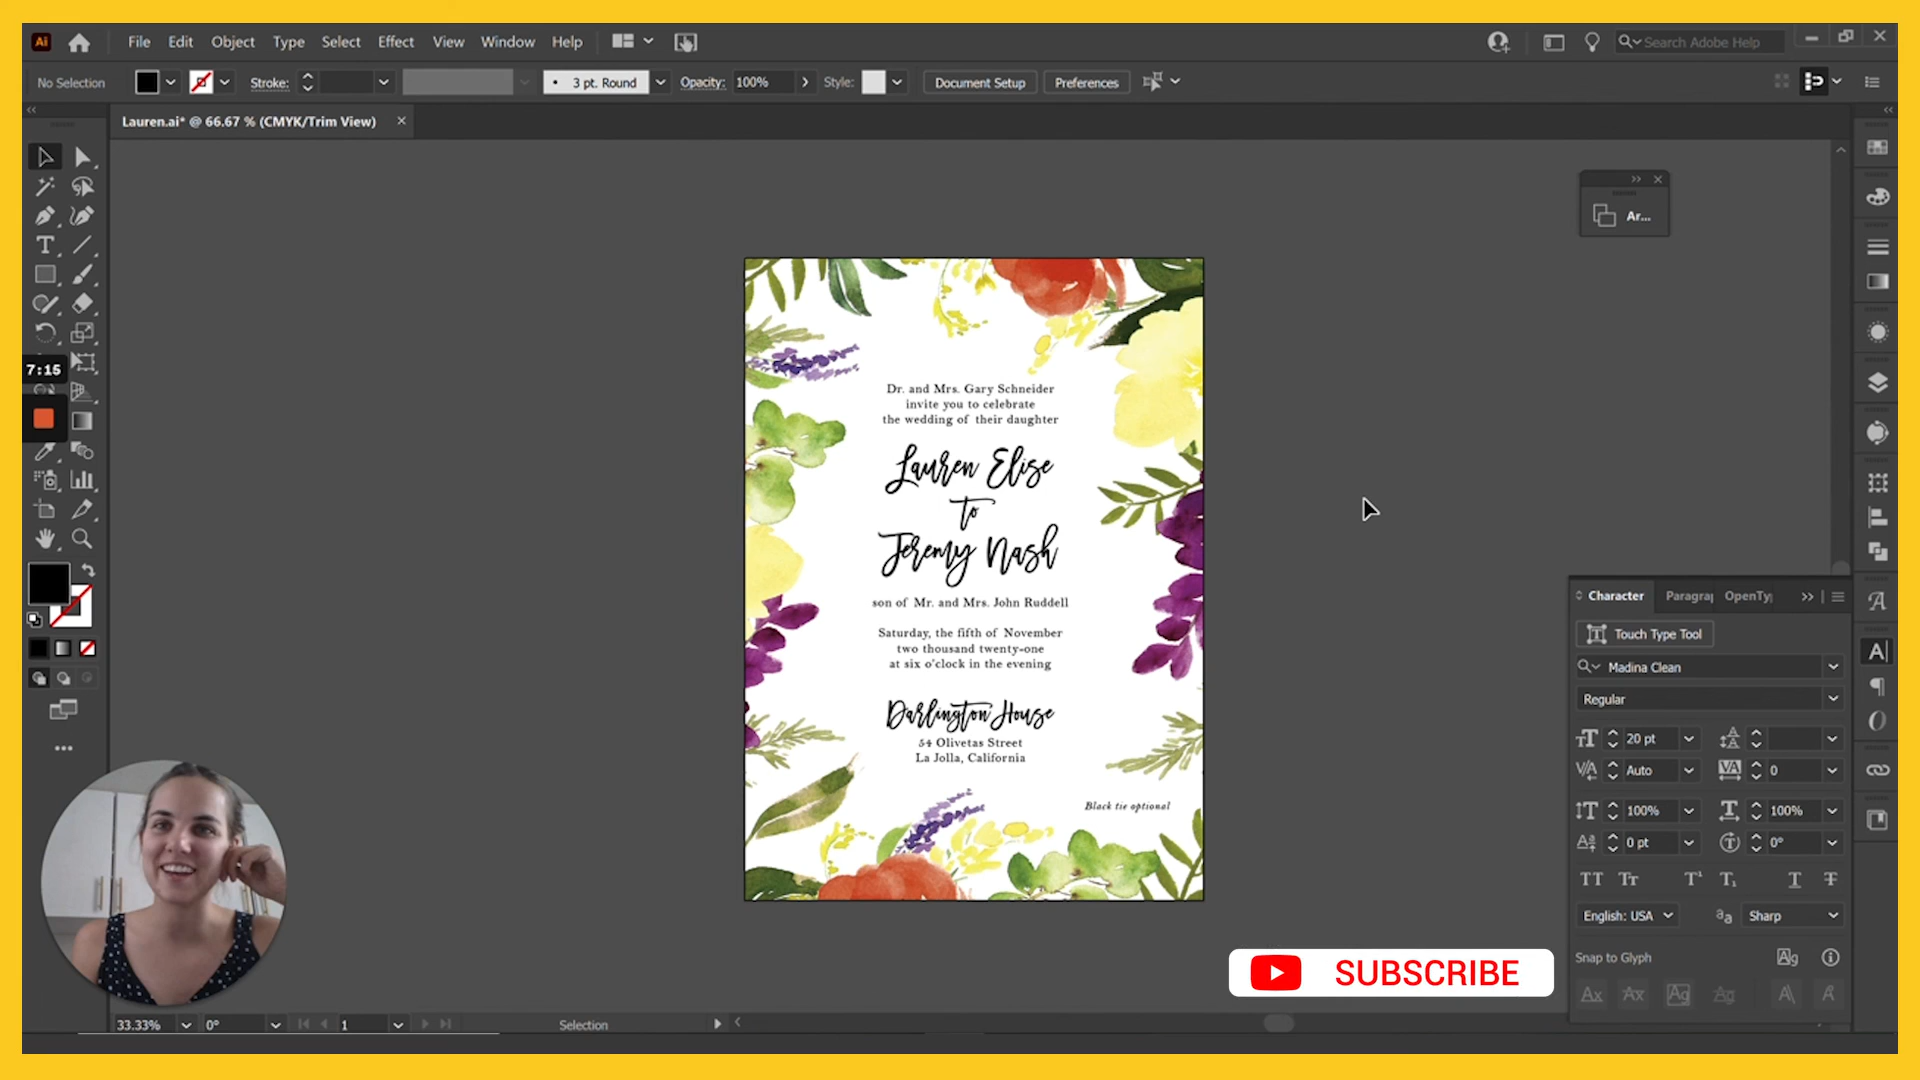 Ai File Edit Object Type Select Effect View Window Help Search Adobe Help
No Selection Stroke: 3 pt. Round Opacity: 100% Style: Document Setup Preferences
Lauren.ai* @ 66.67 % (CMYK/Trim View)
Ar...
7:15
Dr. and Mrs. Gary Schneider
invite you to celebrate
the wedding of their daughter
Lauren Elise
to
Jeremy Nash
son of Mr. and Mrs. John Ruddell
Saturday, the fifth of November
two thousand twenty-one
at six o'clock in the evening
Darlington House
54 Olivetas Street
La Jolla, California
Black tie optional
Character Paragra OpenTy
Touch Type Tool
Madina Clean
Regular
20 pt
Auto 0
100% 100%
0 pt 0°
English: USA Sharp
Snap to Glyph
SUBSCRIBE
33.33% 0° 1 Selection